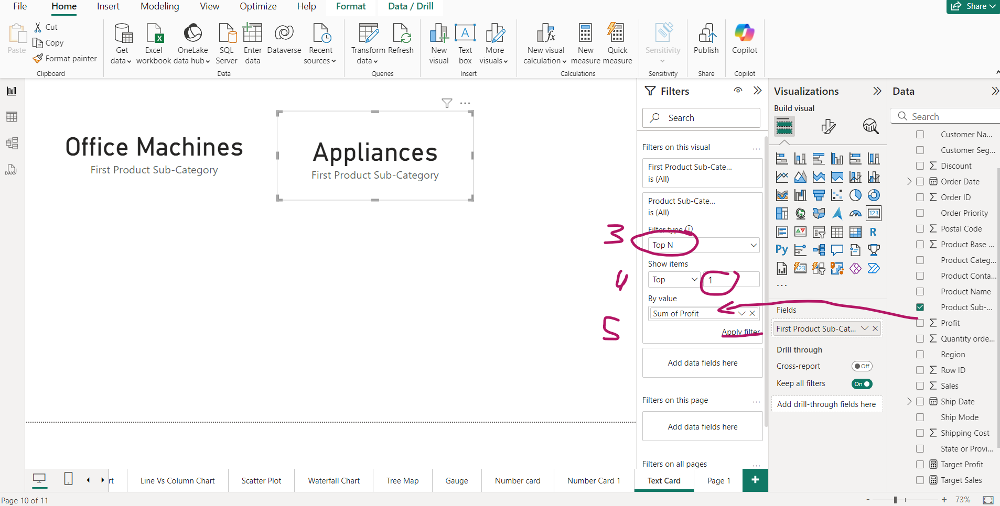 File Home Insert Modeling View Optimize Help Format Data / Drill Share
Paste Cut
Copy
Format painter
Clipboard
Get data
Excel workbook
OneLake data hub
SQL Server
Enter data
Dataverse
Recent sources
Data
Transform data
Refresh
Queries
New visual
A
Text box
More visuals
Insert
New visual calculation
New measure
Quick measure
Calculations
Sensitivity
Sensitivity
Publish
Share
Copilot
Copilot
DAX
Office Machines
First Product Sub-Category
Appliances
First Product Sub-Category
Filters
Search
Filters on this visual ...
First Product Sub-Cate...
is (All)
Product Sub-Cate...
is (All)
Filter type
3 Top N
Show items
4 Top 1
By value
Sum of Profit
5 Apply filter
Add data fields here
Filters on this page ...
Add data fields here
Filters on all pages ...
Visualizations
Build visual
123
R
Py
123
...
Fields
First Product Sub-Cat...
Drill through
Cross-report Off
Keep all filters On
Add drill-through fields here
Data
Search
Customer Na...
Customer Seg...
Discount
Order Date
Order ID
Order Priority
Postal Code
Product Base ...
Product Categ...
Product Conta...
Product Name
Product Sub-...
Profit
Quantity orde...
Region
Row ID
Sales
Ship Date
Ship Mode
Shipping Cost
State or Provi...
Target Profit
Target Sales
rt Line Vs Column Chart Scatter Plot Waterfall Chart Tree Map Gauge Number card Number Card 1 Text Card Page 1 +
Page 10 of 11 - + 73%